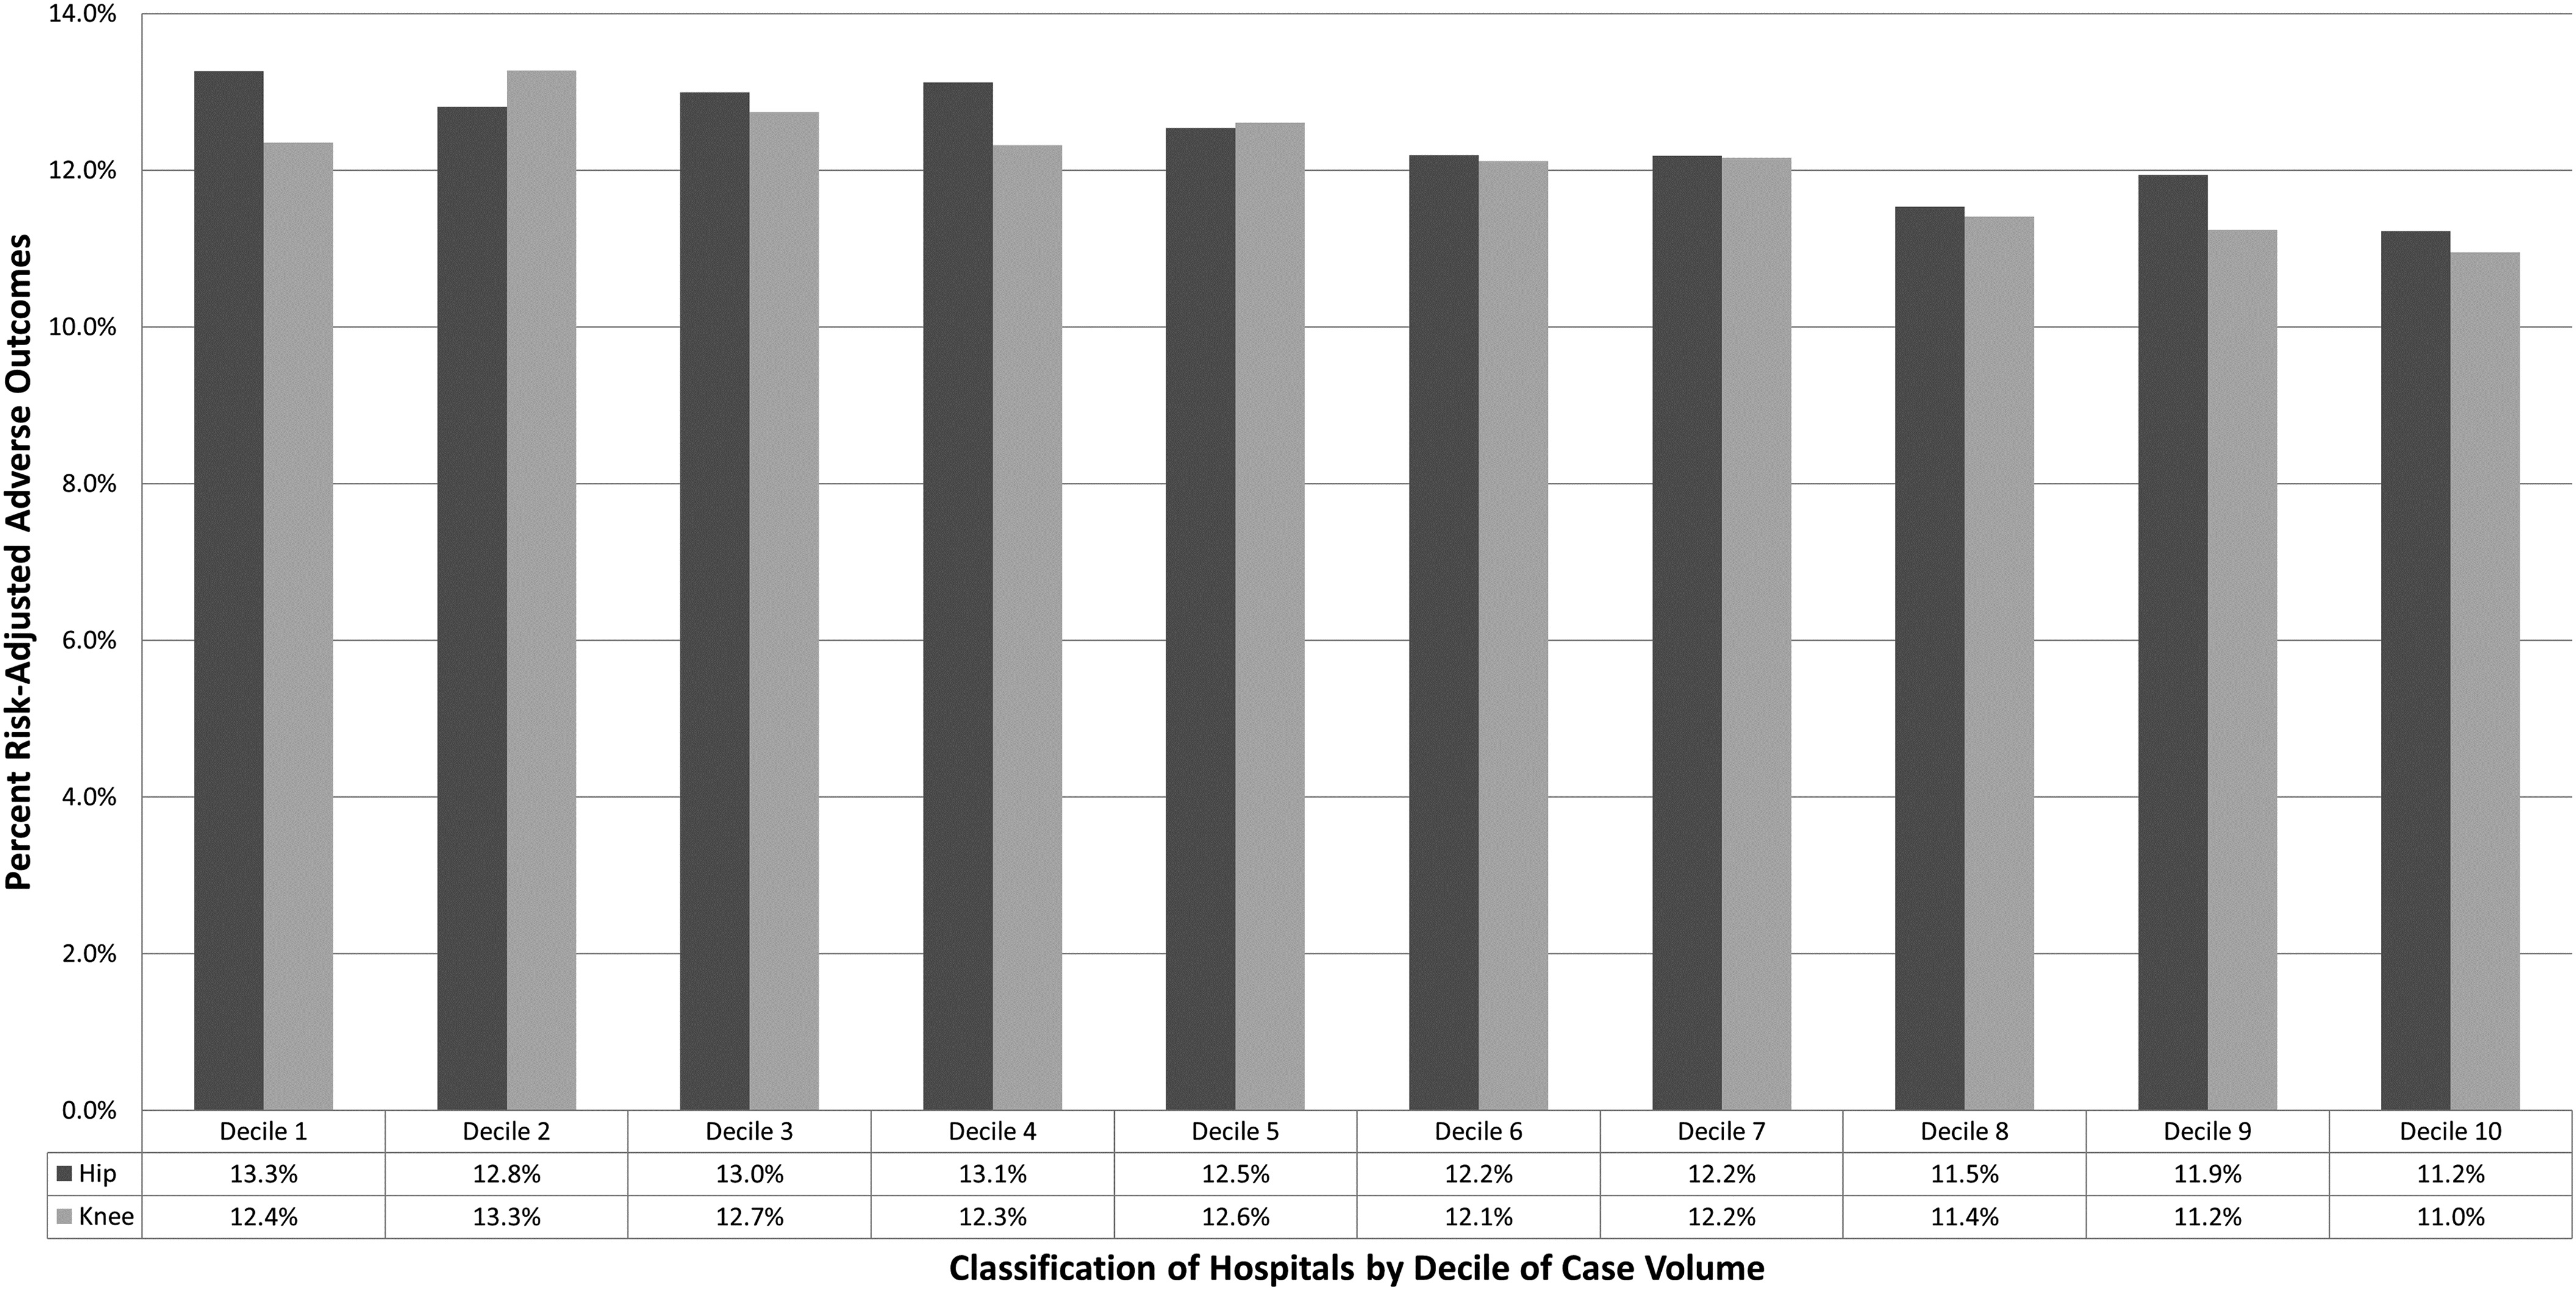 14.0%
12.0%
10.0%
8.0%
6.0%
4.0%
2.0%
0.0%
Percent Risk-Adjusted Adverse Outcomes
Decile 1 Decile 2 Decile 3 Decile 4 Decile 5 Decile 6 Decile 7 Decile 8 Decile 9 Decile 10
Hip 13.3% 12.8% 13.0% 13.1% 12.5% 12.2% 12.2% 11.5% 11.9% 11.2%
Knee 12.4% 13.3% 12.7% 12.3% 12.6% 12.1% 12.2% 11.4% 11.2% 11.0%
Classification of Hospitals by Decile of Case Volume